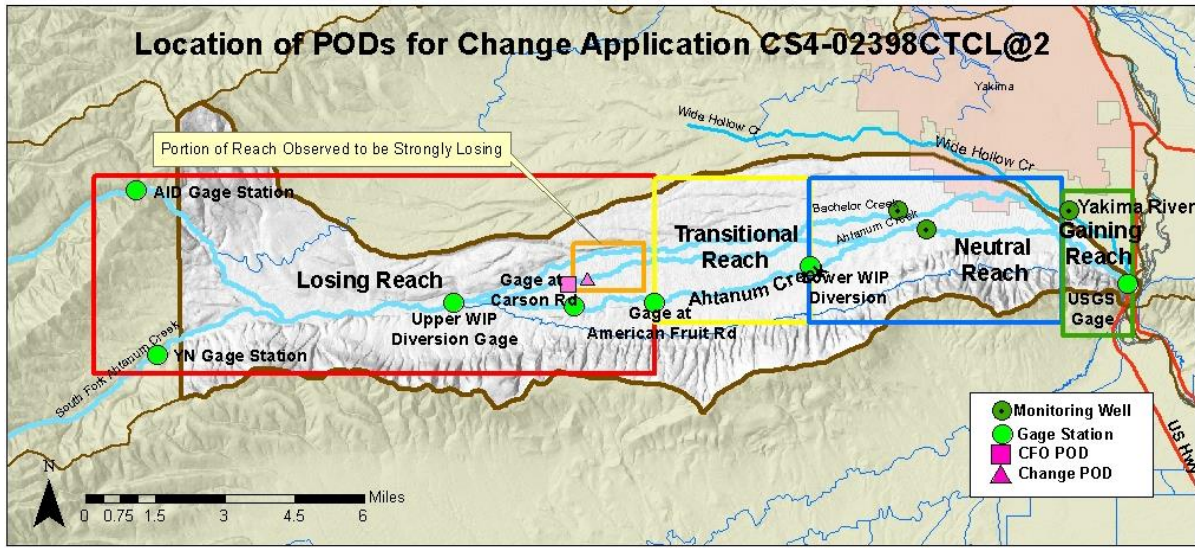 Location of PODs for Change Application CS4-02398CTCL@2
Yakima
Wide Hollow Cr
Wide Hollow Cr
Portion of Reach Observed to be Strongly Losing
AID Gage Station
Bachelor Creek
Ahtanum Creek
Yakima River
Gaining
Reach
Transitional
Reach
Neutral
Reach
Losing Reach
Gage at
Carson Rd
Ahtanum Creek
Lower WIP
Diversion
Upper WIP
Diversion Gage
Gage at
American Fruit Rd
USGS
Gage
YN Gage Station
South Fork Ahtanum Creek
Monitoring Well
Gage Station
CFO POD
Change POD
US Hwy
N
Miles
0 0.75 1.5 3 4.5 6